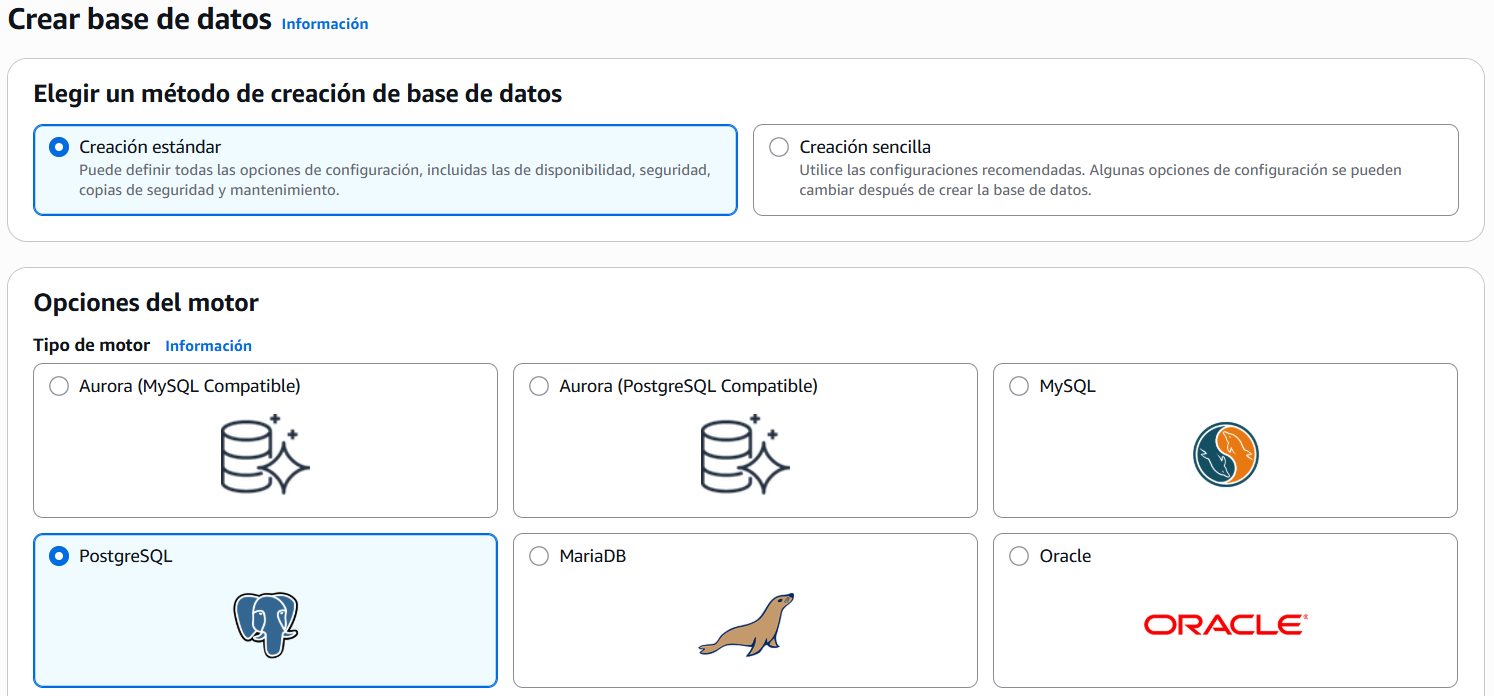 Crear base de datos Información
Elegir un método de creación de base de datos
Creación estándar
Puede definir todas las opciones de configuración, incluidas las de disponibilidad, seguridad,
copias de seguridad y mantenimiento.
Creación sencilla
Utilice las configuraciones recomendadas. Algunas opciones de configuración se pueden
cambiar después de crear la base de datos.
Opciones del motor
Tipo de motor Información
Aurora (MySQL Compatible)
Aurora (PostgreSQL Compatible)
MySQL
PostgreSQL
MariaDB
Oracle
ORACLE®